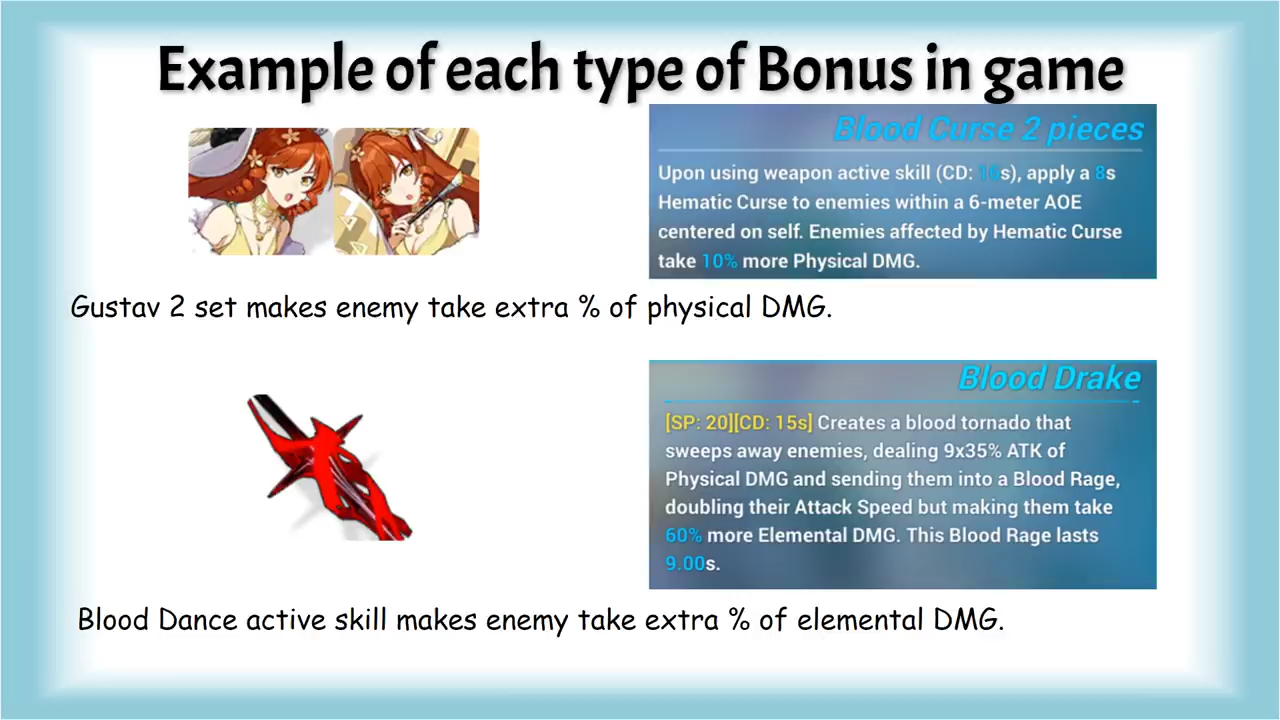 Example of each type of Bonus in game
Blood Curse 2 pieces
Upon using weapon active skill (CD: s), apply a 8s
Hematic Curse to enemies within a 6-meter AOE
centered on self. Enemies affected by Hematic Curse
take 10% more Physical DMG.
Gustav 2 set makes enemy take extra % of physical DMG.
Blood Drake
[SP: 20][CD: 15s] Creates a blood tornado that
sweeps away enemies, dealing 9x35% ATK of
Physical DMG and sending them into a Blood Rage,
doubling their Attack Speed but making them take
60% more Elemental DMG. This Blood Rage lasts
9.00s.
Blood Dance active skill makes enemy take extra % of elemental DMG.